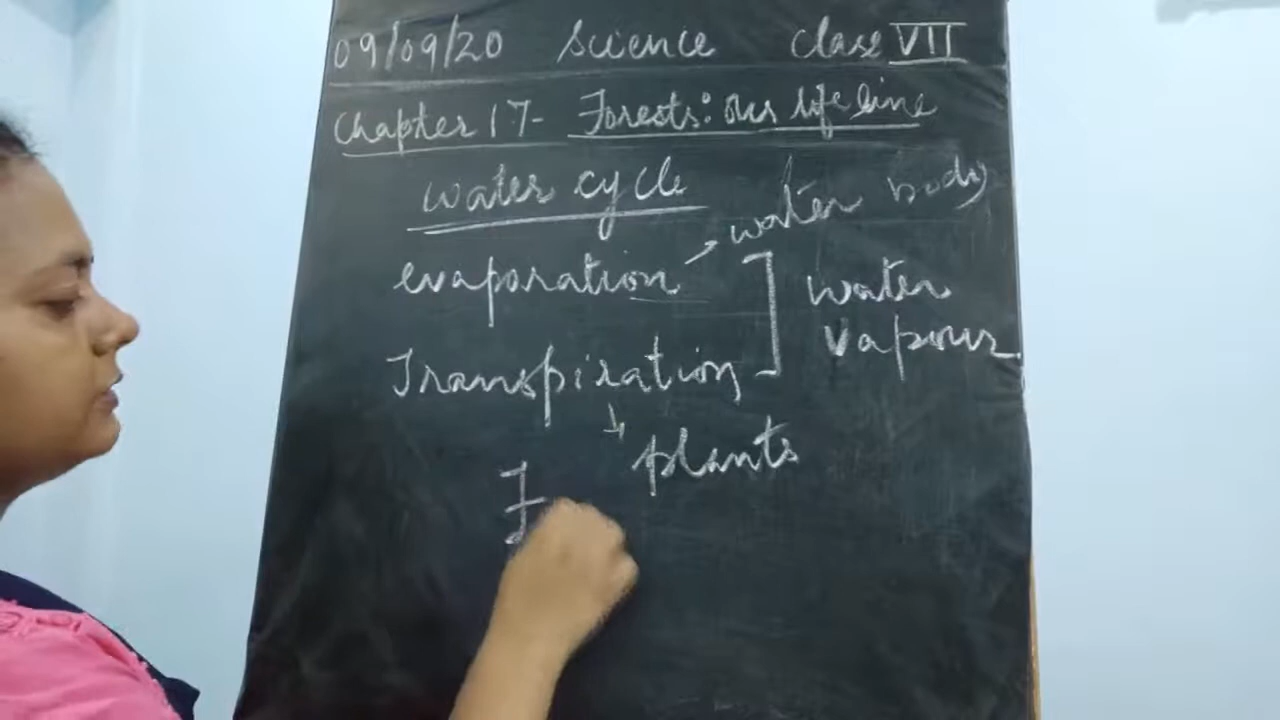 09/09/20 Science Class VII
Chapter 17- Forests: Our lifeline
water cycle
evaporation → water body
Transpiration ] water vapour
↳ plants
F